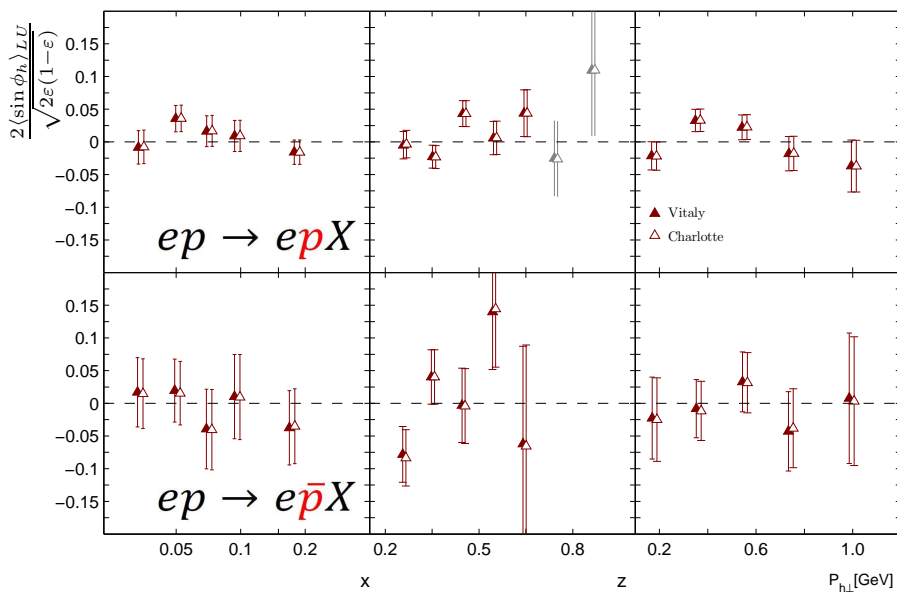 2⟨sin ϕₕ⟩LU
√2ε(1−ε)
0.15
0.1
0.05
0
−0.05
−0.1
−0.15
ep → epX
Vitaly
Charlotte
0.15
0.1
0.05
0
−0.05
−0.1
−0.15
ep → ep̄X
0.05 0.1 0.2
0.2 0.5 0.8
0.2 0.6 1.0
x
z
Pₕ⊥[GeV]